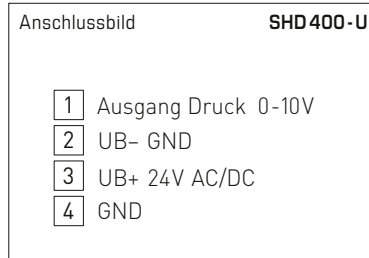 Anschlussbild SHD400-U
1 Ausgang Druck 0-10V
2 UB– GND
3 UB+ 24V AC/DC
4 GND